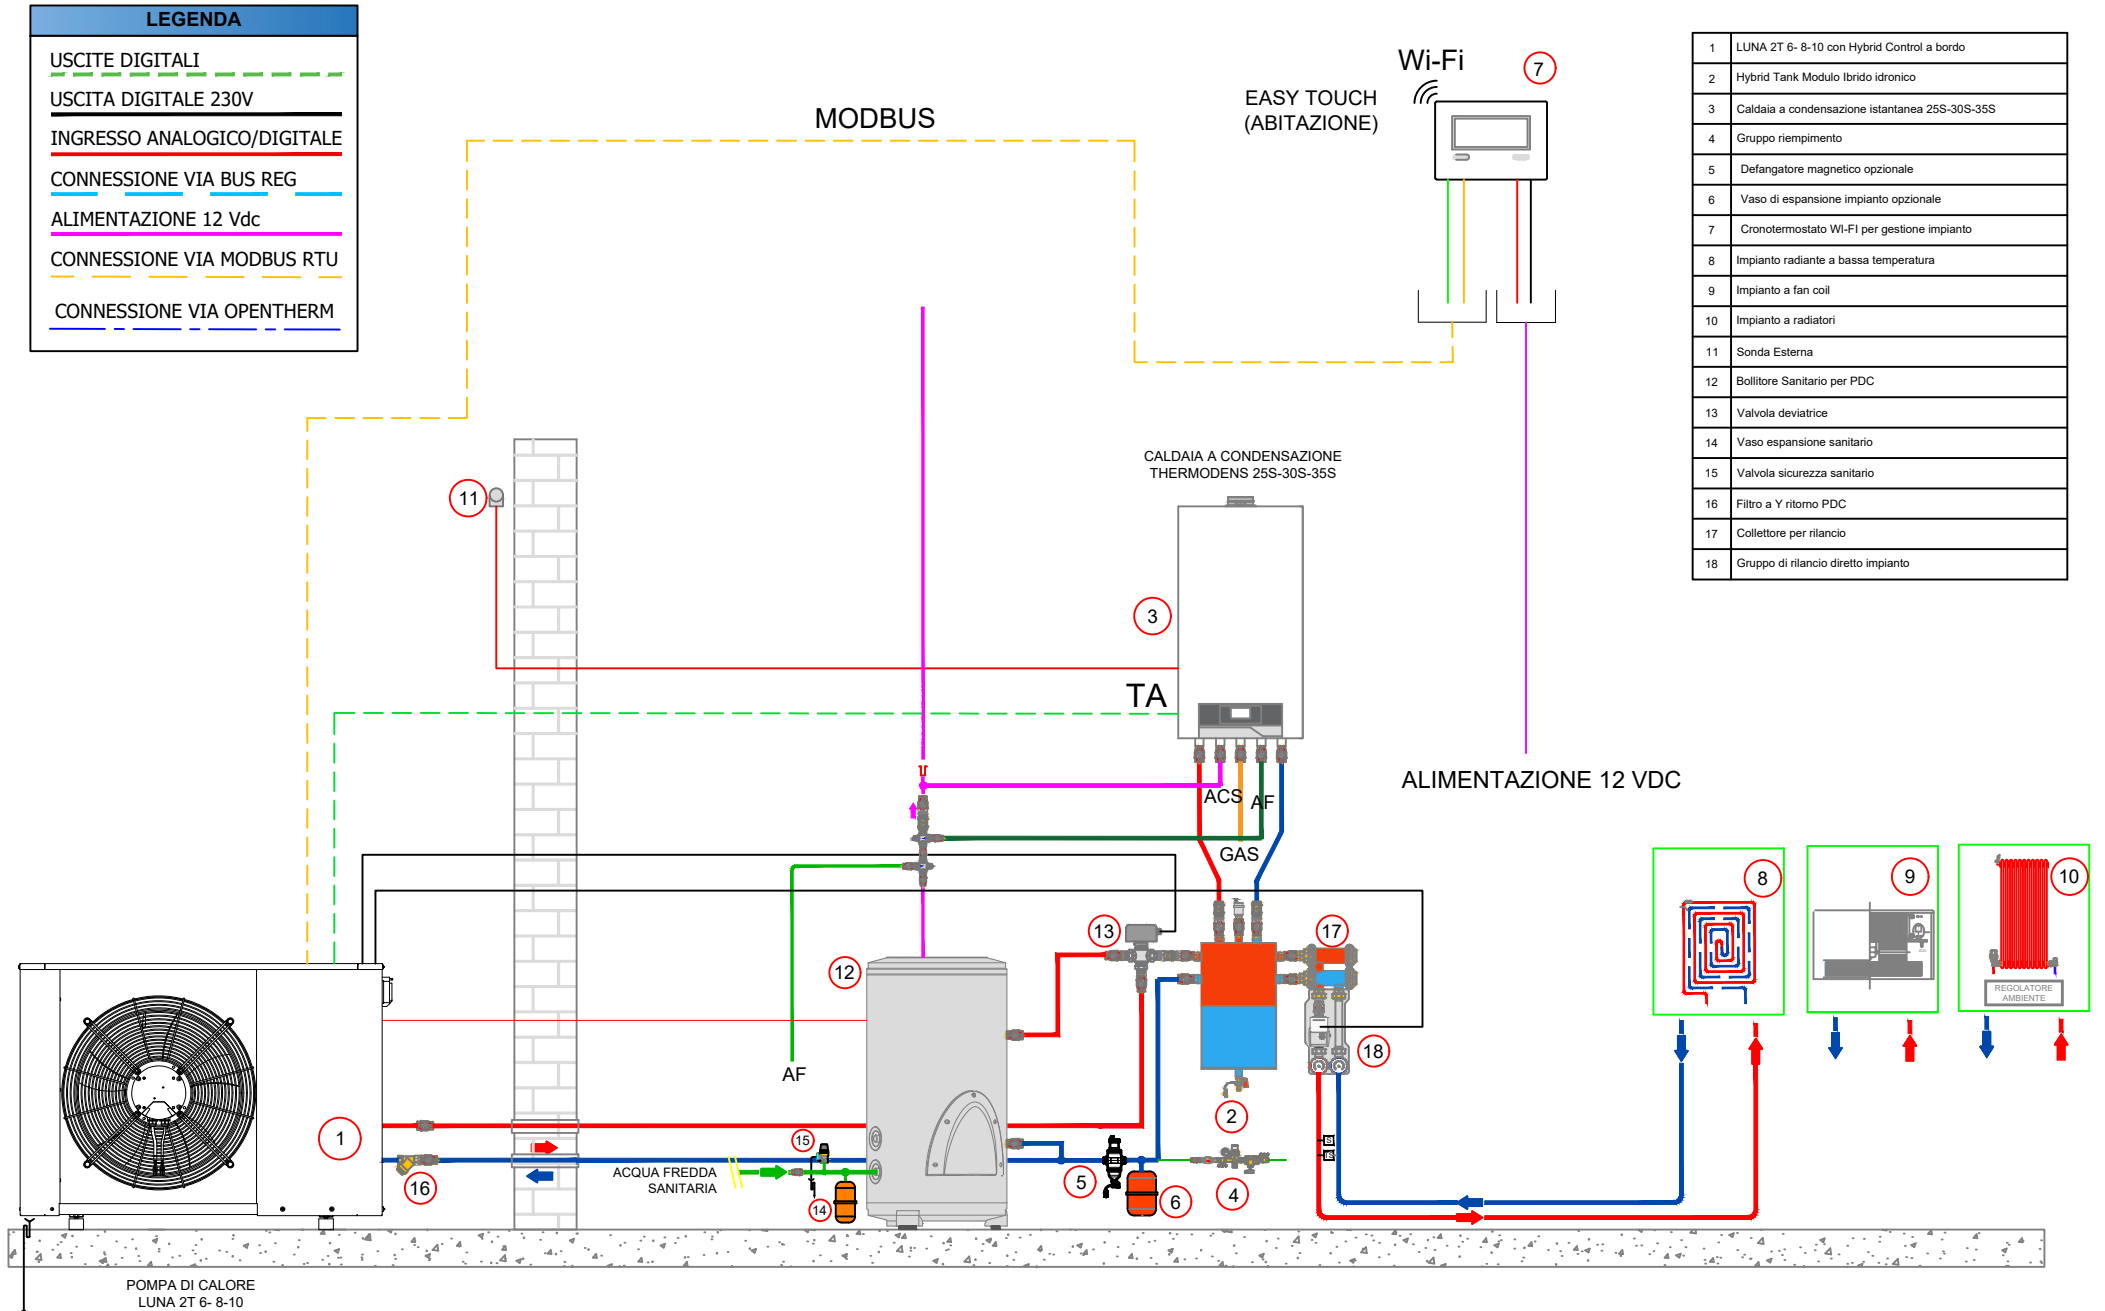 LEGENDA
USCITE DIGITALI
USCITA DIGITALE 230V
INGRESSO ANALOGICO/DIGITALE
CONNESSIONE VIA BUS REG
ALIMENTAZIONE 12 Vdc
CONNESSIONE VIA MODBUS RTU
CONNESSIONE VIA OPENTHERM
MODBUS
Wi-Fi
7
EASY TOUCH
(ABITAZIONE)
1 LUNA 2T 6- 8-10 con Hybrid Control a bordo
2 Hybrid Tank Modulo Ibrido idronico
3 Caldaia a condensazione istantanea 25S-30S-35S
4 Gruppo riempimento
5 Defangatore magnetico opzionale
6 Vaso di espansione impianto opzionale
7 Cronotermostato WI-FI per gestione impianto
8 Impianto radiante a bassa temperatura
9 Impianto a fan coil
10 Impianto a radiatori
11 Sonda Esterna
12 Bollitore Sanitario per PDC
13 Valvola deviatrice
14 Vaso espansione sanitario
15 Valvola sicurezza sanitario
16 Filtro a Y ritorno PDC
17 Collettore per rilancio
18 Gruppo di rilancio diretto impianto
CALDAIA A CONDENSAZIONE
THERMODENS 25S-30S-35S
11
3
TA
ALIMENTAZIONE 12 VDC
ACS
AF
GAS
8
9
10
13
17
12
REGOLATORE
AMBIENTE
18
AF
2
1
15
ACQUA FREDDA
SANITARIA
S
S
16
14
5
6
4
POMPA DI CALORE
LUNA 2T 6- 8-10